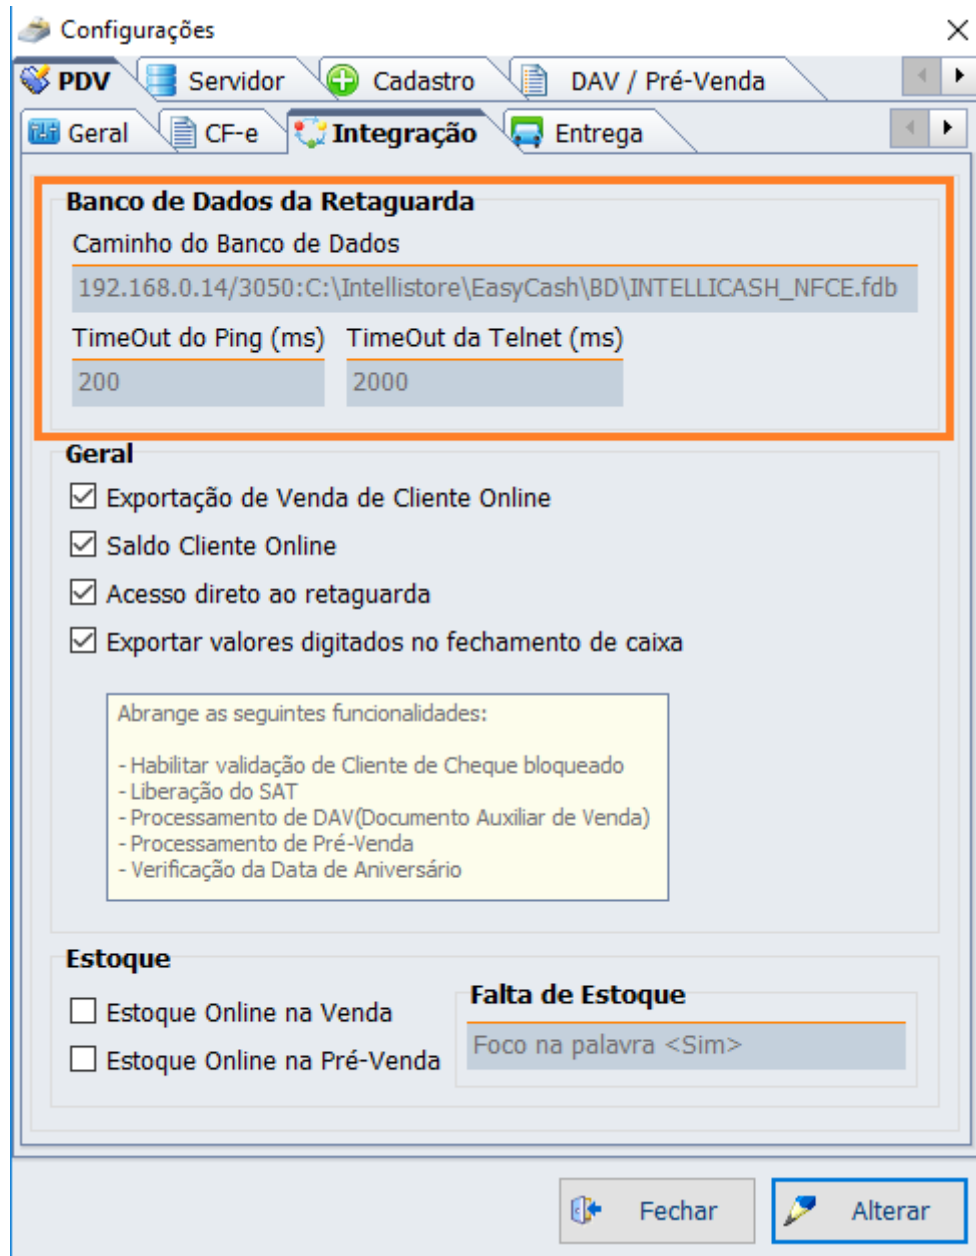 Configurações
PDV Servidor Cadastro DAV / Pré-Venda
Geral CF-e Integração Entrega
Banco de Dados da Retaguarda
Caminho do Banco de Dados
192.168.0.14/3050:C:\Intellistore\EasyCash\BD\INTELLICASH_NFCE.fdb
TimeOut do Ping (ms) TimeOut da Telnet (ms)
200 2000
Geral
Exportação de Venda de Cliente Online
Saldo Cliente Online
Acesso direto ao retaguarda
Exportar valores digitados no fechamento de caixa
Abrange as seguintes funcionalidades:
- Habilitar validação de Cliente de Cheque bloqueado
- Liberação do SAT
- Processamento de DAV(Documento Auxiliar de Venda)
- Processamento de Pré-Venda
- Verificação da Data de Aniversário
Estoque
Estoque Online na Venda
Estoque Online na Pré-Venda
Falta de Estoque
Foco na palavra <Sim>
Fechar Alterar